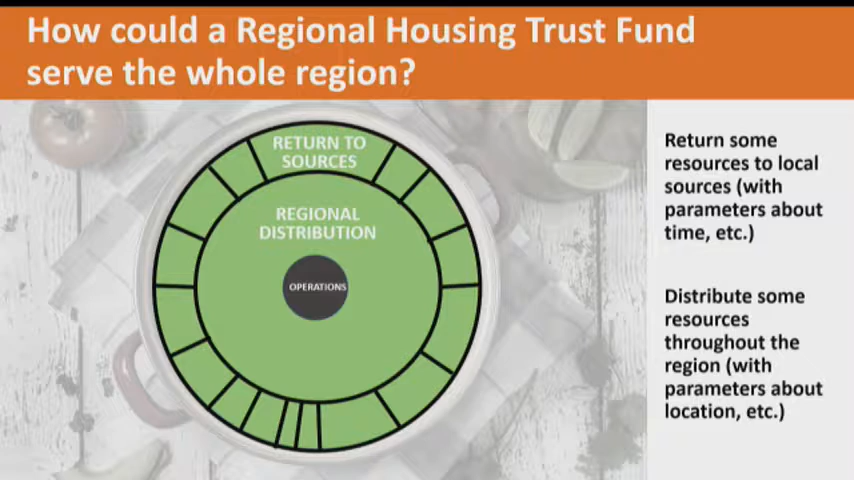 How could a Regional Housing Trust Fund
serve the whole region?
RETURN TO
SOURCES
REGIONAL
DISTRIBUTION
OPERATIONS
Return some
resources to local
sources (with
parameters about
time, etc.)
Distribute some
resources
throughout the
region (with
parameters about
location, etc.)